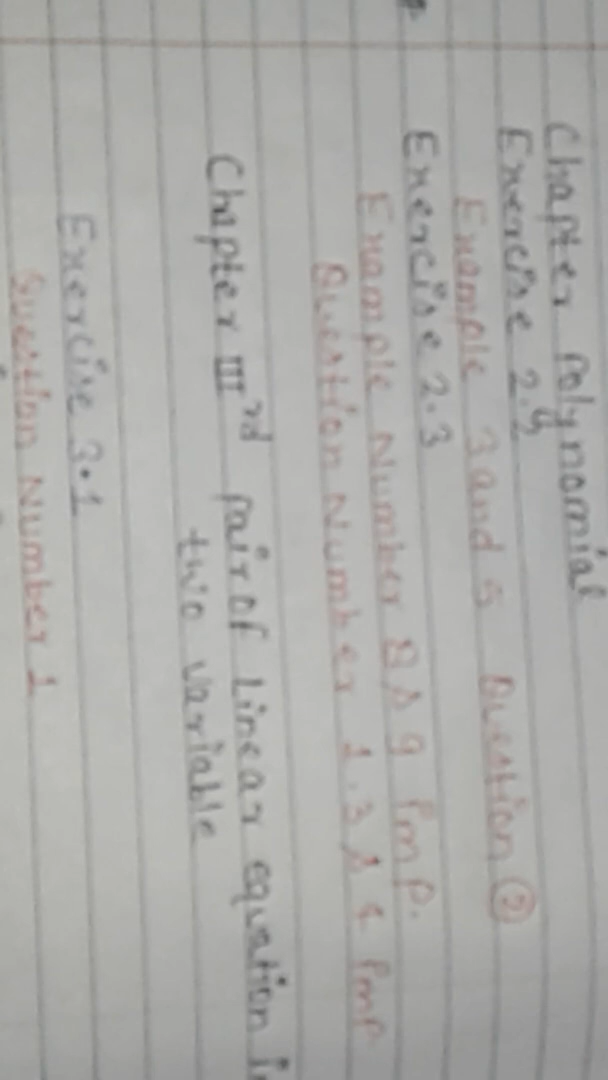 Chapter polynomial
Exercise 2.
Example 3 and 5 Question ②
Exercise 2.3
Example Number 8 & 9 Imp.
Question Number 1.3 & 4 Imp
Chapter IIIrd pair of Linear equation in
two variable
Exercise 3.1
Question Number 1